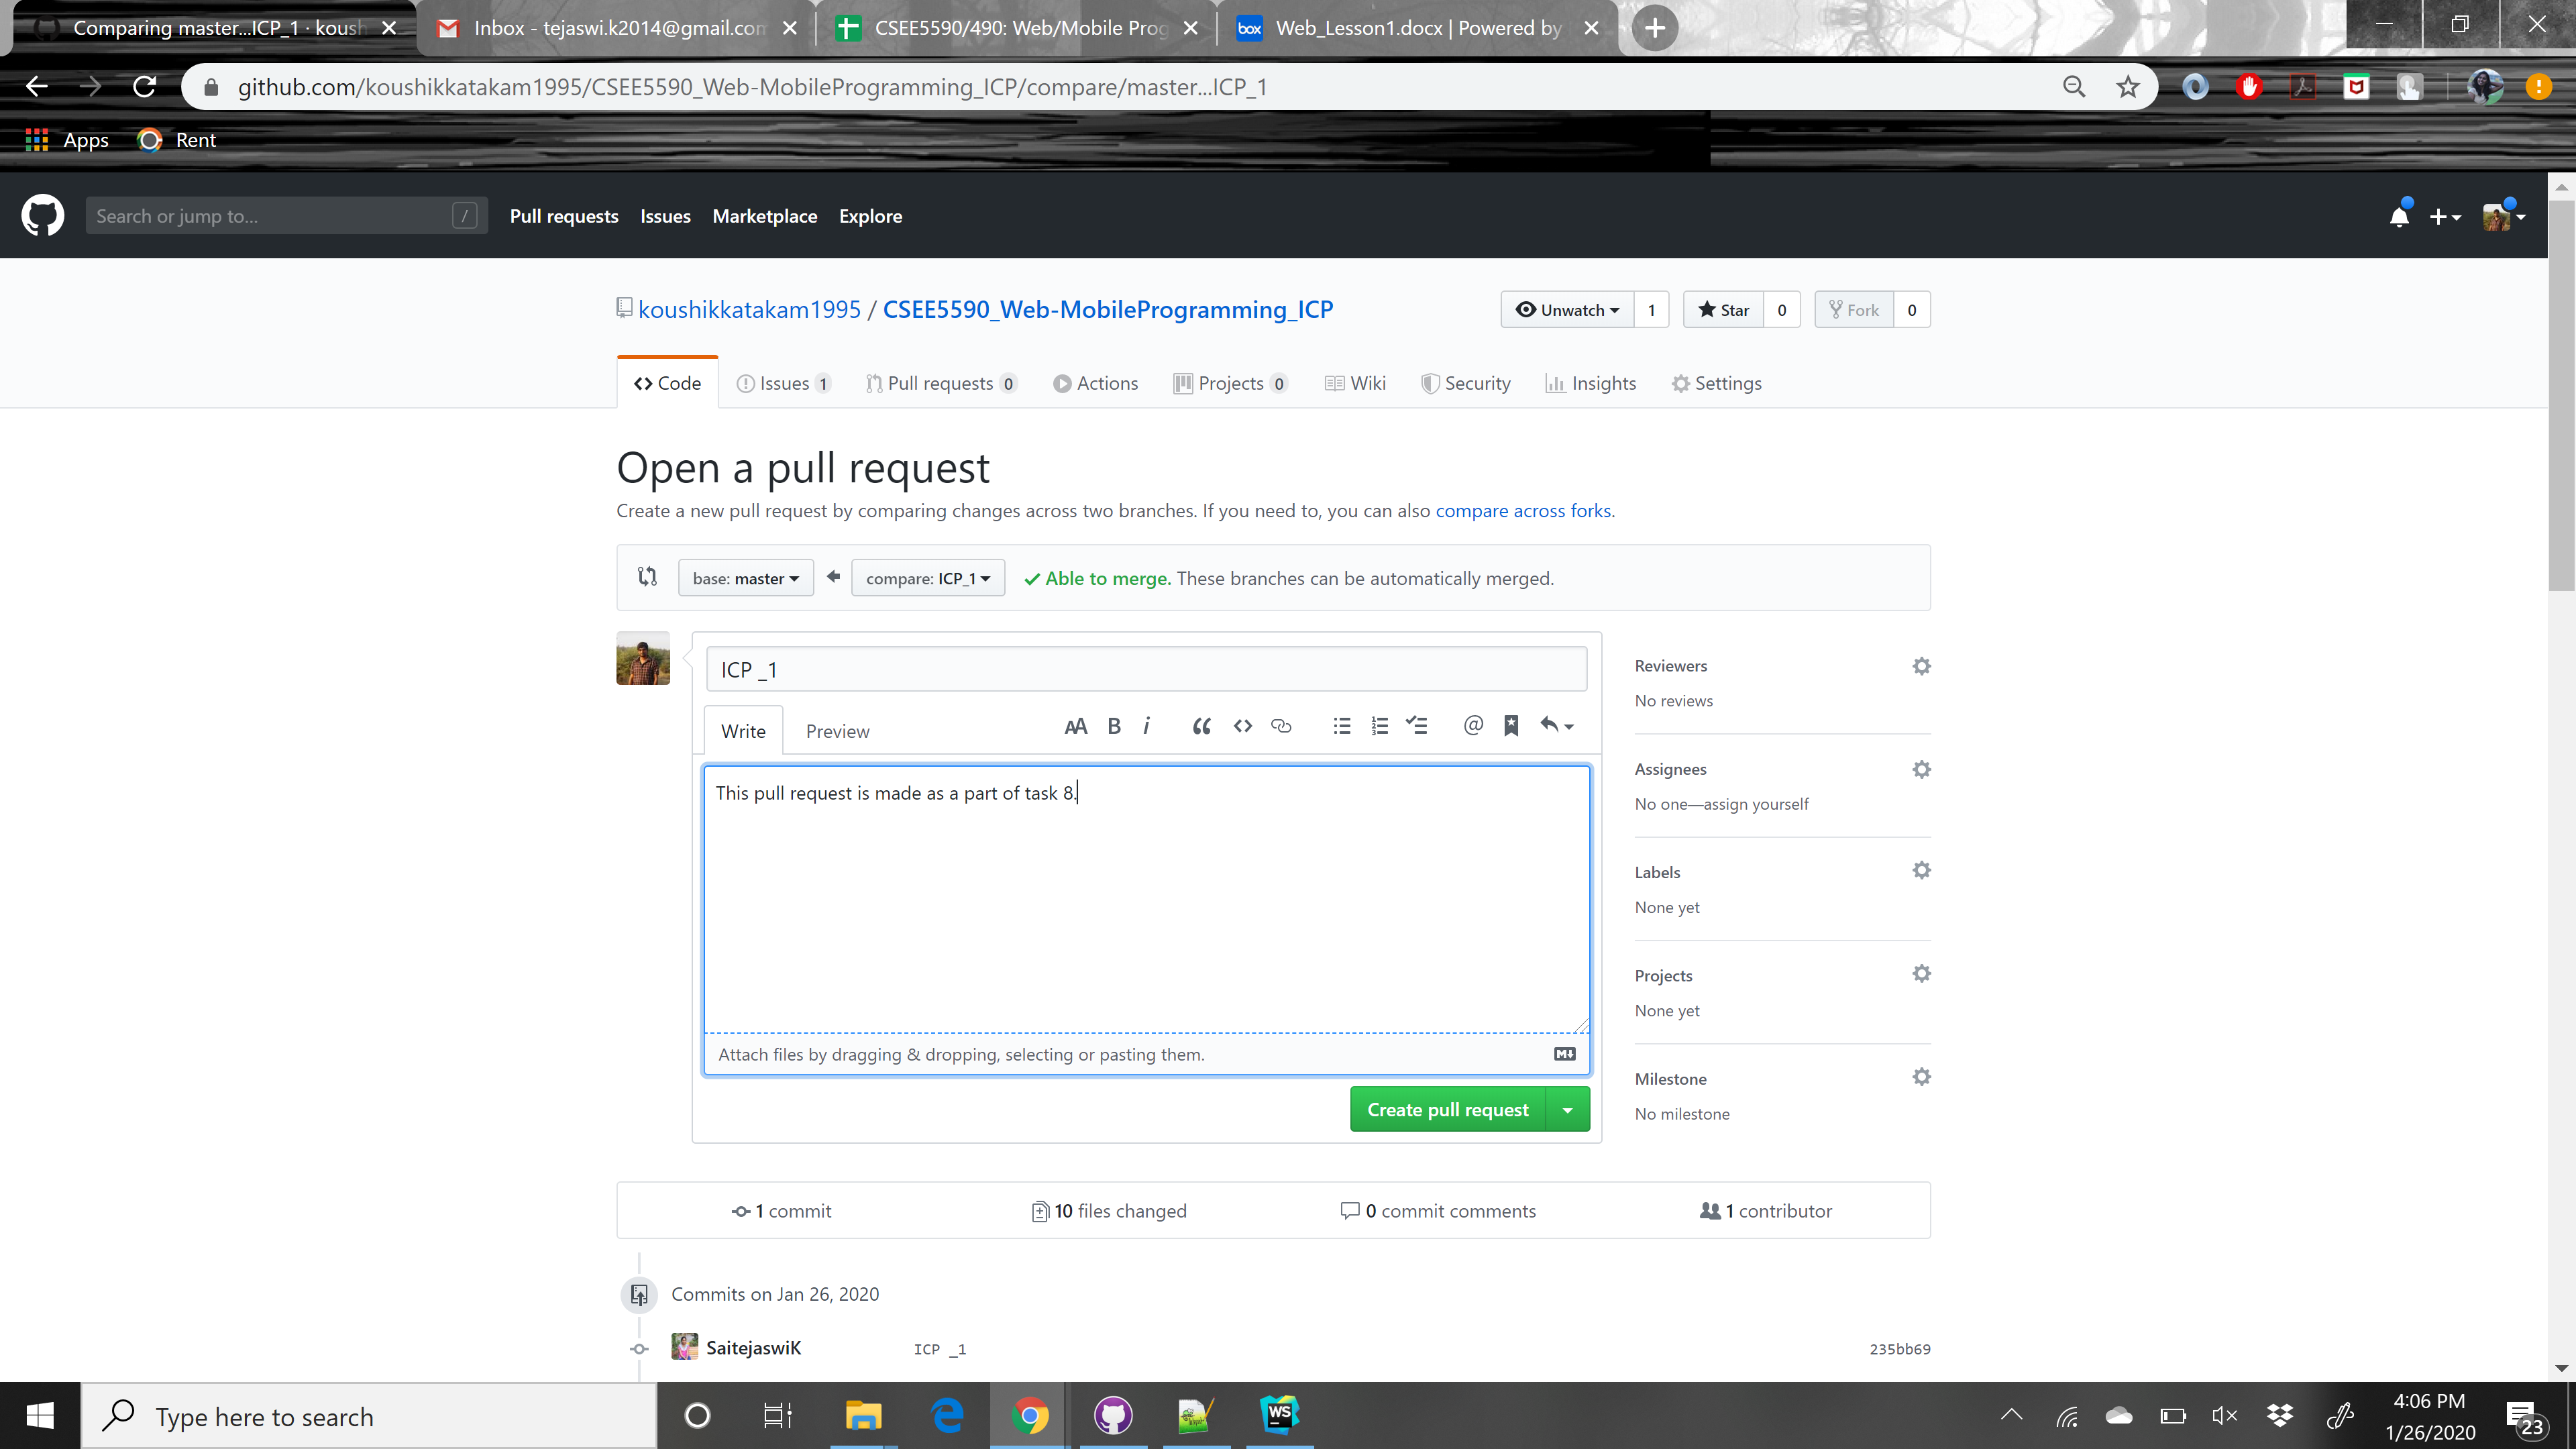 Comparing master...ICP_1 · koush
Inbox - tejaswi.k2014@gmail.com
CSEE5590/490: Web/Mobile Prog
box Web_Lesson1.docx | Powered by
github.com/koushikkatakam1995/CSEE5590_Web-MobileProgramming_ICP/compare/master...ICP_1
Apps Rent
Search or jump to... / Pull requests Issues Marketplace Explore
koushikkatakam1995 / CSEE5590_Web-MobileProgramming_ICP Unwatch 1 Star 0 Fork 0
Code Issues 1 Pull requests 0 Actions Projects 0 Wiki Security Insights Settings
Open a pull request
Create a new pull request by comparing changes across two branches. If you need to, you can also compare across forks.
base: master compare: ICP_1 Able to merge. These branches can be automatically merged.
ICP _1
Write Preview AA B i @
This pull request is made as a part of task 8.
Attach files by dragging & dropping, selecting or pasting them.
Create pull request
Reviewers
No reviews
Assignees
No one—assign yourself
Labels
None yet
Projects
None yet
Milestone
No milestone
1 commit 10 files changed 0 commit comments 1 contributor
Commits on Jan 26, 2020
SaitejaswiK ICP _1 235bb69
Type here to search
WS
4:06 PM
1/26/2020
23